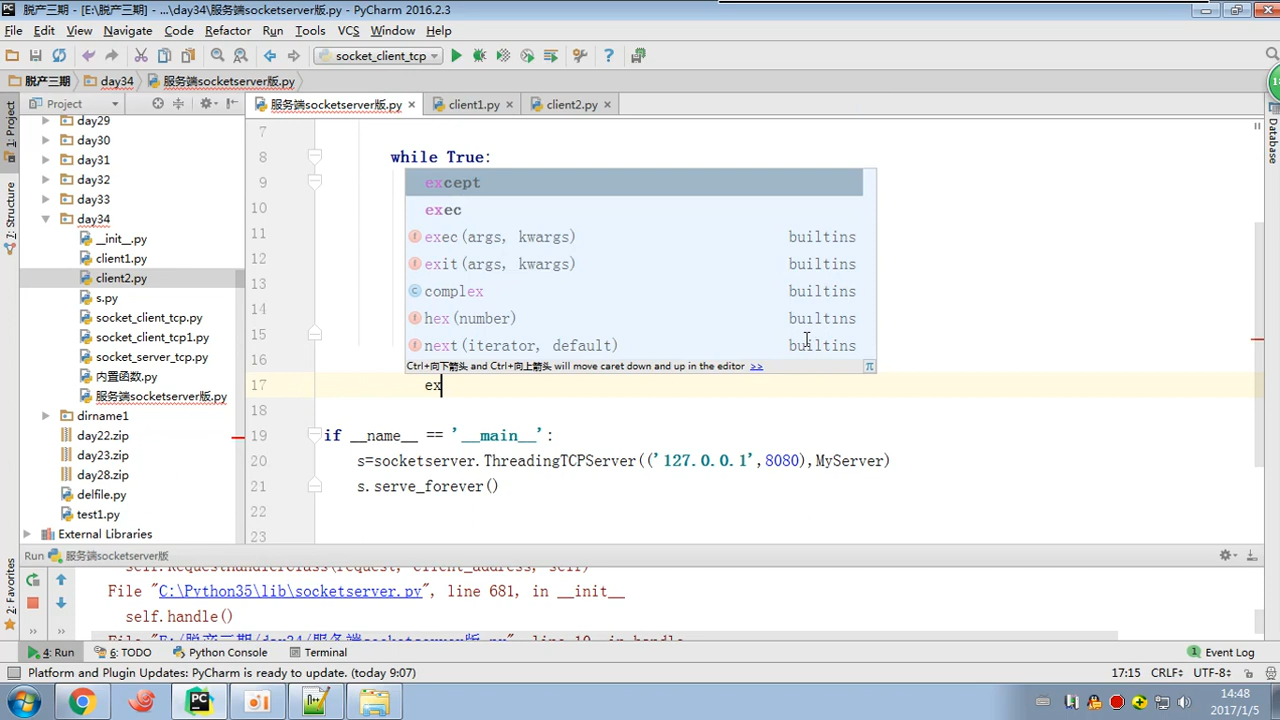 脱产三期 - [E:\脱产三期] - ...\day34\服务端socketserver版.py - PyCharm 2016.2.3
File Edit View Navigate Code Refactor Run Tools VCS Window Help
socket_client_tcp
脱产三期 day34 服务端socketserver版.py
Project
服务端socketserver版.py client1.py client2.py
1: Project
7: Structure
2: Favorites
Database
day29
day30
day31
day32
day33
day34
__init__.py
client1.py
client2.py
s.py
socket_client_tcp.py
socket_client_tcp1.py
socket_server_tcp.py
内置函数.py
服务端socketserver版.py
dirname1
day22.zip
day23.zip
day28.zip
delfile.py
test1.py
External Libraries
7
8 while True:
9
10
11
12
13
14
15
16
17 ex
18
19 if __name__ == '__main__':
20 s=socketserver.ThreadingTCPServer(('127.0.0.1',8080),MyServer)
21 s.serve_forever()
22
23
except
exec
exec(args, kwargs) builtins
exit(args, kwargs) builtins
complex builtins
hex(number) builtins
next(iterator, default) builtins
Ctrl+向下箭头 and Ctrl+向上箭头 will move caret down and up in the editor >> π
Run 服务端socketserver版
self.RequestHandlerClass(request, client_address, self)
File "C:\Python35\lib\socketserver.py", line 681, in __init__
self.handle()
File "E:/脱产三期/day34/服务端socketserver版.py", line 10, in handle
4: Run 6: TODO Python Console Terminal 1 Event Log
Platform and Plugin Updates: PyCharm is ready to update. (today 9:07) 17:15 CRLF÷ UTF-8÷
14:48
2017/1/5